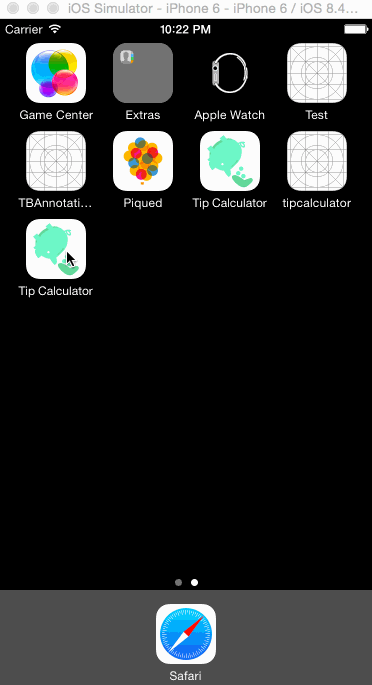 iOS Simulator - iPhone 6 - iPhone 6 / iOS 8.4...
Carrier 10:22 PM
Game Center Extras Apple Watch Test
TBAnnotati... Piqued Tip Calculator tipcalculator
Tip Calculator
Safari